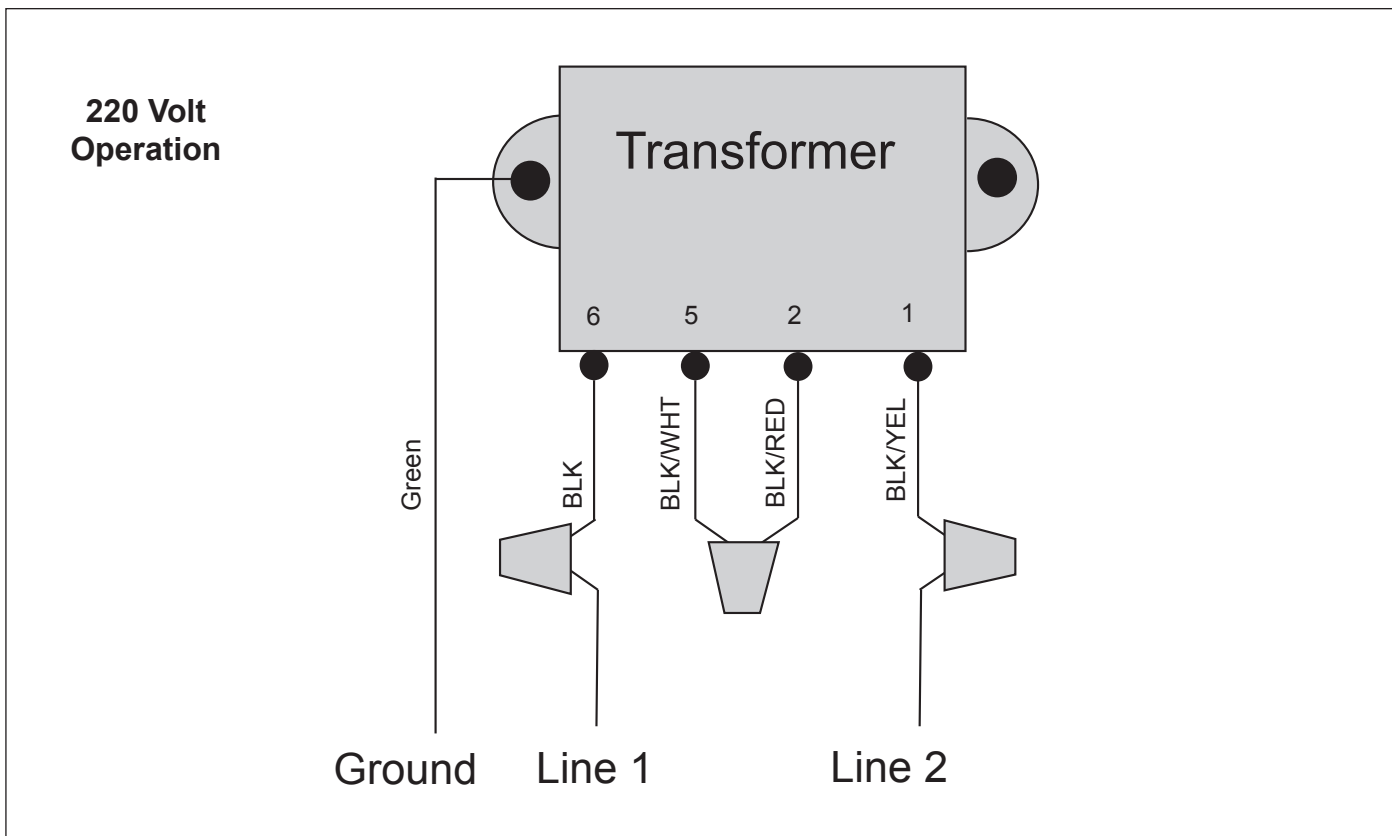 220 Volt
Operation
Transformer
6 5 2 1
Green
BLK
BLK/WHT
BLK/RED
BLK/YEL
Ground Line 1 Line 2